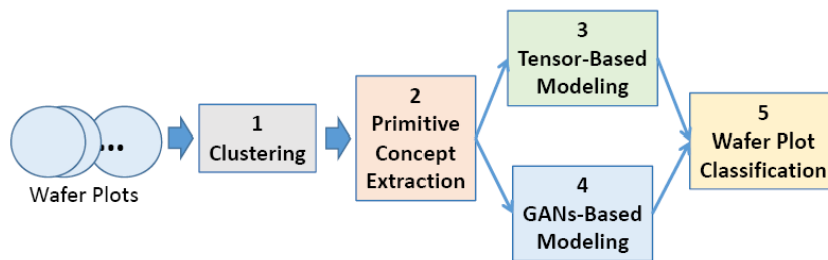 ...
Wafer Plots
1
Clustering
2
Primitive
Concept
Extraction
3
Tensor-Based
Modeling
4
GANs-Based
Modeling
5
Wafer Plot
Classification